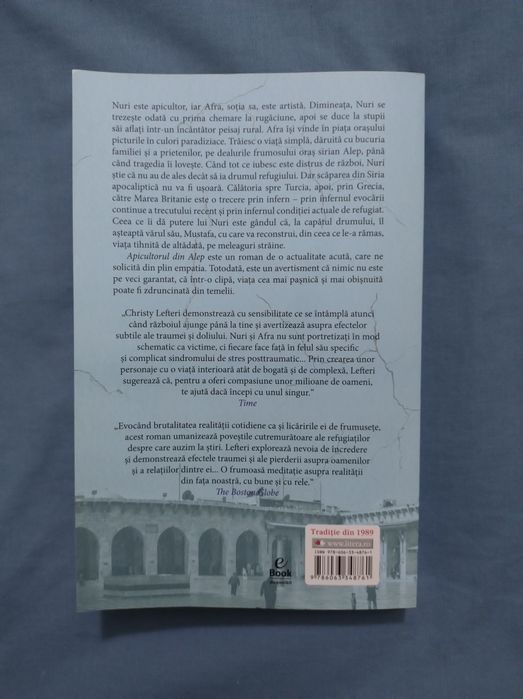 Nuri este apicultor, iar Afra, soția sa, este artistă. Dimineața, Nuri se
trezește odată cu prima chemare la rugăciune, apoi se duce la stupii
săi aflați într-un încântător peisaj rural. Afra își vinde în piața orașului
picturile în culori paradiziace. Trăiesc o viață simplă, dăruită cu bucuria
familiei și a prietenilor, pe dealurile frumosului oraș sirian Alep, până
când tragedia îi lovește. Când tot ce iubesc este distrus de război, Nuri
știe că nu au de ales decât să ia drumul refugiului. Dar scăparea din Siria
apocaliptică nu va fi ușoară. Călătoria spre Turcia, apoi, prin Grecia,
către Marea Britanie este o trecere prin infern – prin infernul evocării
continue a trecutului recent și prin infernul condiției actuale de refugiat.
Ceea ce îi dă putere lui Nuri este gândul că, la capătul drumului, îl
așteaptă vărul său, Mustafa, cu care va reconstrui, din ceea ce le-a rămas,
viața tihnită de altădată, pe meleaguri străine.
Apicultorul din Alep este un roman de o actualitate acută, care ne
solicită din plin empatia. Totodată, este un avertisment că nimic nu este
pe veci garantat, că într-o clipă, viața cea mai pașnică și mai obișnuită
poate fi zdruncinată din temelii.
„Christy Lefteri demonstrează cu sensibilitate ce se întâmplă atunci
când războiul ajunge până la tine și avertizează asupra efectelor
subtile ale traumei și doliului. Nuri și Afra nu sunt portretizați în mod
schematic ca victime, ci fiecare face față în felul său specific
și complicat sindromului de stres posttraumatic... Prin crearea unor
personaje cu o viață interioară atât de bogată și de complexă, Lefteri
sugerează că, pentru a oferi compasiune unor milioane de oameni,
te ajută dacă începi cu unul singur.”
Time
„Evocând brutalitatea realității cotidiene ca și licăririle ei de frumusețe,
acest roman umanizează poveștile cutremurătoare ale refugiaților
despre care auzim la știri. Lefteri explorează nevoia de încredere
și demonstrează efectele traumei și ale pierderii asupra oamenilor
și a relațiilor dintre ei... O frumoasă meditație asupra realității
din fața noastră, cu bune și cu rele.”
The Boston Globe
Tradiție din 1989
www.litera.ro
ISBN 978-606-33-4876-1
9 786063 348761
e
Book
disponibil